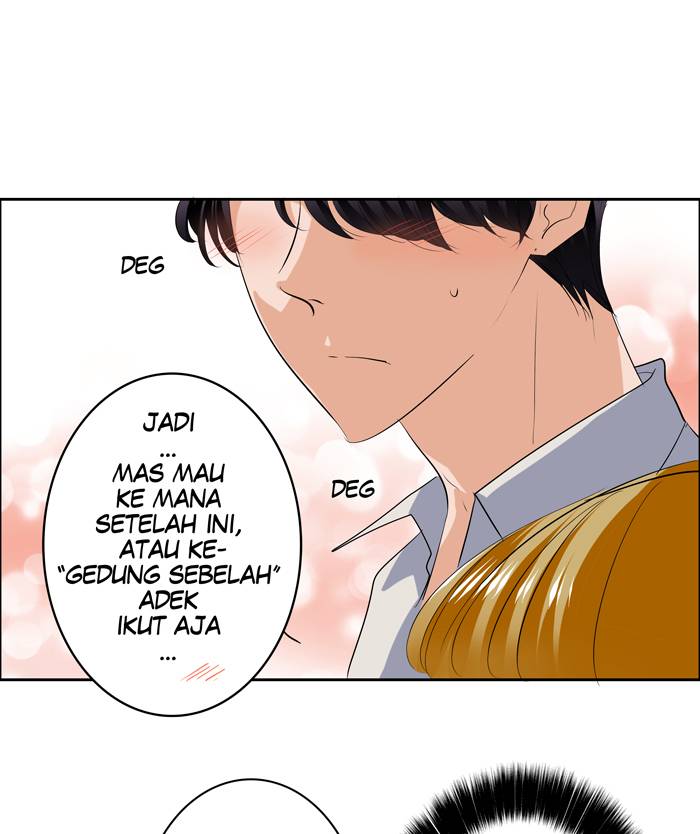 DEG
JADI
...
MAS MAU
KE MANA
SETELAH INI,
ATAU KE-
"GEDUNG SEBELAH"
ADEK
IKUT AJA
...
DEG